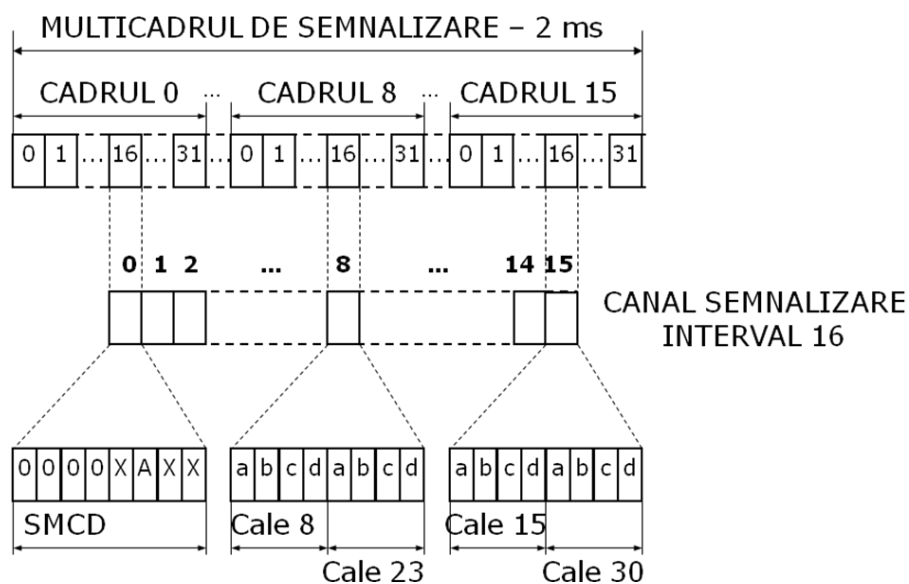 MULTICADRUL DE SEMNALIZARE – 2 ms
CADRUL 0 ... CADRUL 8 ... CADRUL 15
0 1 ... 16 ... 31 ... 0 1 ... 16 ... 31 ... 0 1 ... 16 ... 31
0 1 2 ... 8 ... 14 15
CANAL SEMNALIZARE
INTERVAL 16
0 0 0 0 X A X X a b c d a b c d a b c d a b c d
SMCD Cale 8 Cale 15
Cale 23 Cale 30